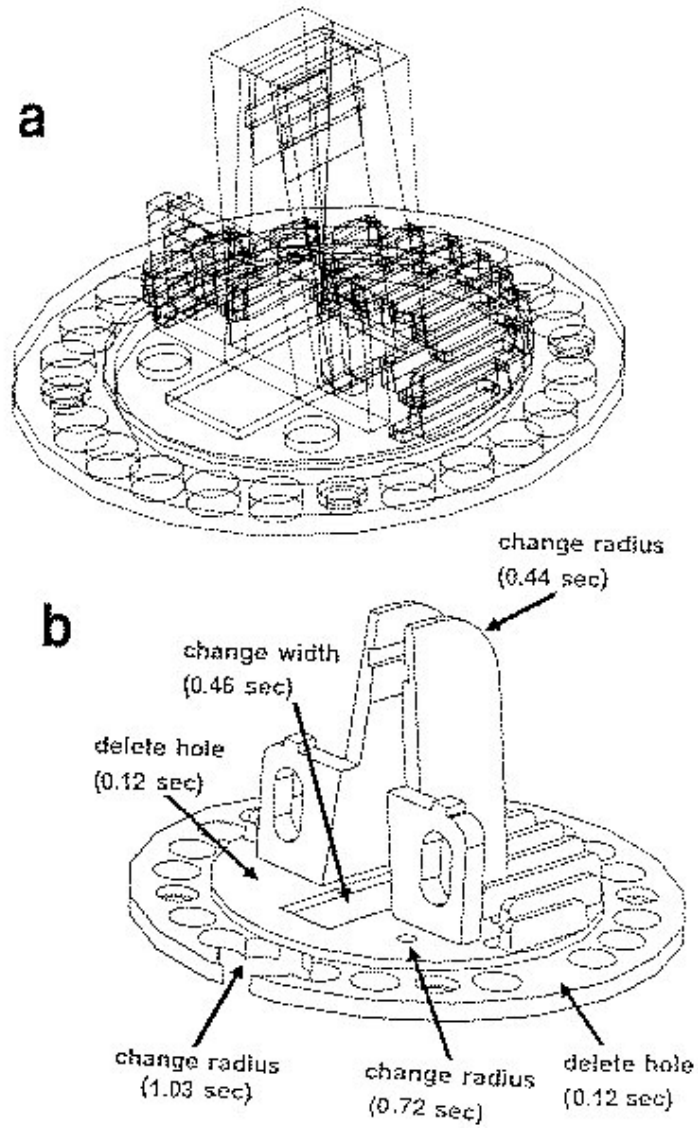 a
change radius
(0.44 sec)
b
change width
(0.46 sec)
delete hole
(0.12 sec)
change radius
(1.03 sec)
change radius
(0.72 sec)
delete hole
(0.12 sec)